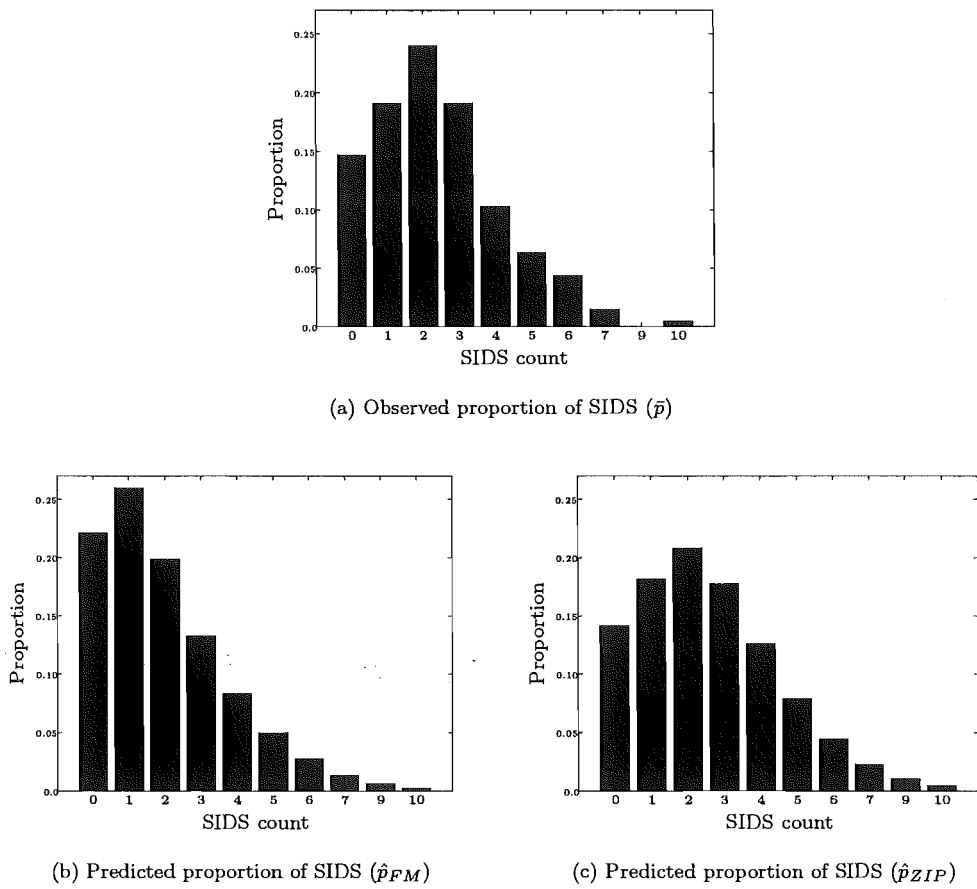 0.25
0.20
0.15
0.10
0.05
0.0
Proportion
0 1 2 3 4 5 6 7 9 10
SIDS count
(a) Observed proportion of SIDS (p̄)
0.25
0.20
0.15
0.10
0.05
0.0
Proportion
0 1 2 3 4 5 6 7 9 10
SIDS count
(b) Predicted proportion of SIDS (p̂FM)
0.25
0.20
0.15
0.10
0.05
0.0
Proportion
0 1 2 3 4 5 6 7 9 10
SIDS count
(c) Predicted proportion of SIDS (p̂ZIP)